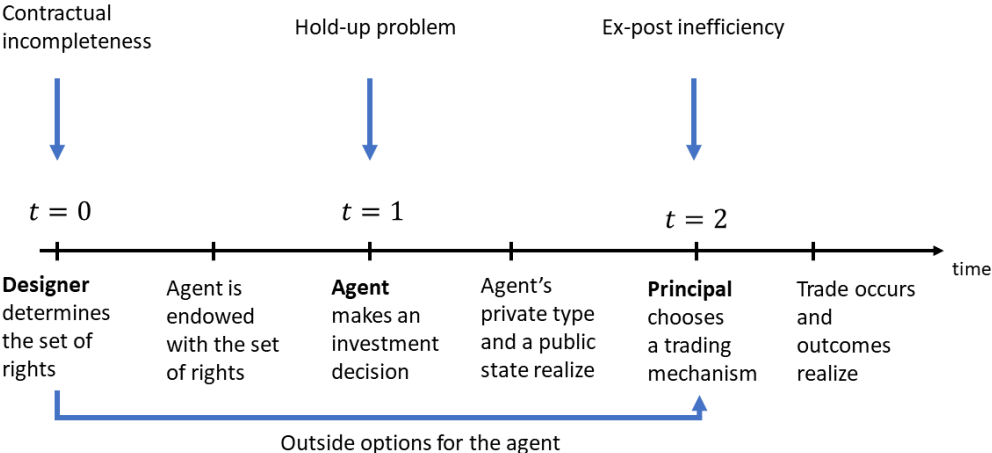 Contractual
incompleteness
Hold-up problem
Ex-post inefficiency
t = 0
t = 1
t = 2
time
Designer
determines
the set of
rights
Agent is
endowed
with the set
of rights
Agent
makes an
investment
decision
Agent's
private type
and a public
state realize
Principal
chooses
a trading
mechanism
Trade occurs
and
outcomes
realize
Outside options for the agent